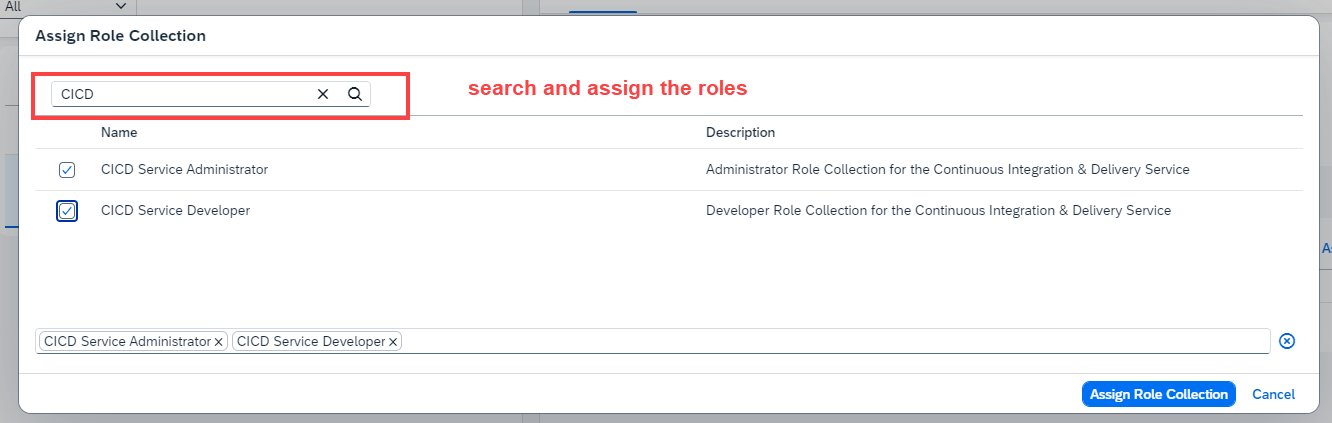 All
Assign Role Collection
CICD
search and assign the roles
Name Description
CICD Service Administrator Administrator Role Collection for the Continuous Integration & Delivery Service
CICD Service Developer Developer Role Collection for the Continuous Integration & Delivery Service
CICD Service Administrator CICD Service Developer
Assign Role Collection Cancel